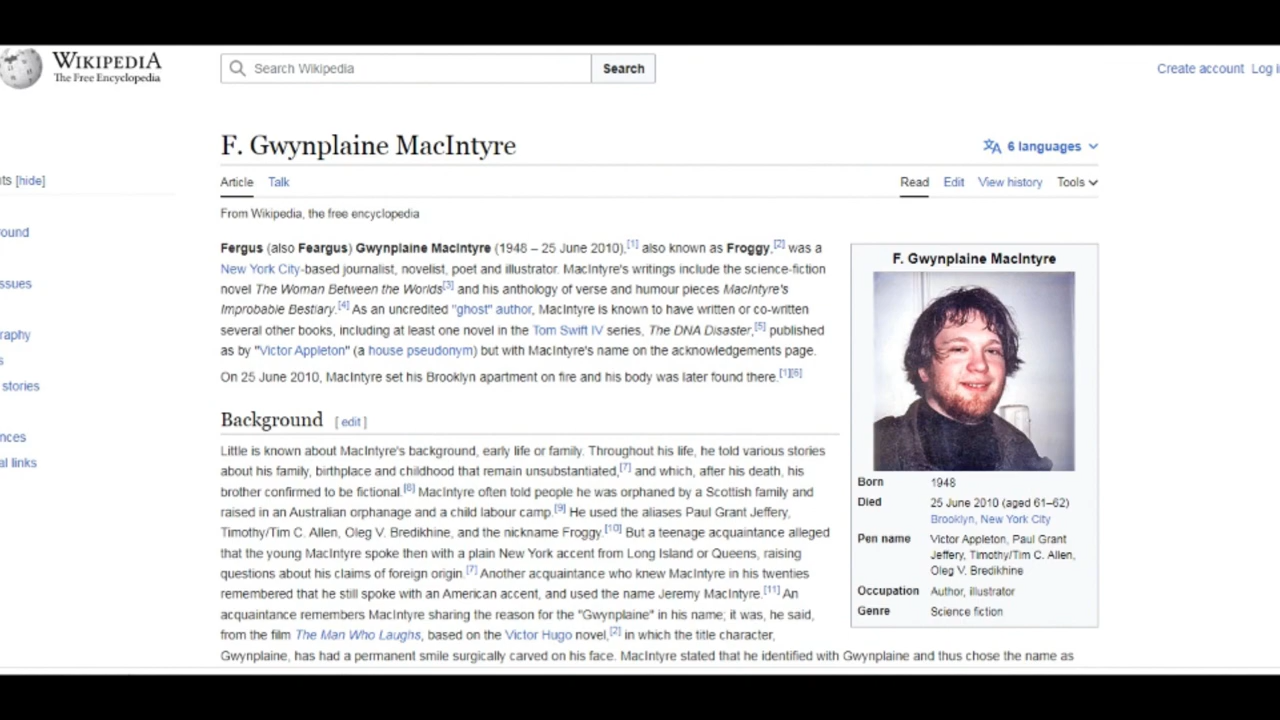 WIKIPEDIA
The Free Encyclopedia
Search Wikipedia
Search
Create account Log i
F. Gwynplaine MacIntyre
6 languages
ts [hide]
Article Talk
Read Edit View history Tools
From Wikipedia, the free encyclopedia
ound
ssues
raphy
s
stories
nces
al links
Fergus (also Feargus) Gwynplaine MacIntyre (1948 – 25 June 2010),[1] also known as Froggy,[2] was a
New York City-based journalist, novelist, poet and illustrator. MacIntyre's writings include the science-fiction
novel The Woman Between the Worlds[3] and his anthology of verse and humour pieces MacIntyre's
Improbable Bestiary.[4] As an uncredited "ghost" author, MacIntyre is known to have written or co-written
several other books, including at least one novel in the Tom Swift IV series, The DNA Disaster,[5] published
as by "Victor Appleton" (a house pseudonym) but with MacIntyre's name on the acknowledgements page.
On 25 June 2010, MacIntyre set his Brooklyn apartment on fire and his body was later found there.[1][6]
Background [ edit ]
Little is known about MacIntyre's background, early life or family. Throughout his life, he told various stories
about his family, birthplace and childhood that remain unsubstantiated,[7] and which, after his death, his
brother confirmed to be fictional.[8] MacIntyre often told people he was orphaned by a Scottish family and
raised in an Australian orphanage and a child labour camp.[9] He used the aliases Paul Grant Jeffery,
Timothy/Tim C. Allen, Oleg V. Bredikhine, and the nickname Froggy.[10] But a teenage acquaintance alleged
that the young MacIntyre spoke then with a plain New York accent from Long Island or Queens, raising
questions about his claims of foreign origin.[7] Another acquaintance who knew MacIntyre in his twenties
remembered that he still spoke with an American accent, and used the name Jeremy MacIntyre.[11] An
acquaintance remembers MacIntyre sharing the reason for the "Gwynplaine" in his name; it was, he said,
from the film The Man Who Laughs, based on the Victor Hugo novel,[2] in which the title character,
Gwynplaine, has had a permanent smile surgically carved on his face. MacIntyre stated that he identified with Gwynplaine and thus chose the name as
F. Gwynplaine MacIntyre
Born 1948
Died 25 June 2010 (aged 61–62)
Brooklyn, New York City
Pen name Victor Appleton, Paul Grant
Jeffery, Timothy/Tim C. Allen,
Oleg V. Bredikhine
Occupation Author, illustrator
Genre Science fiction